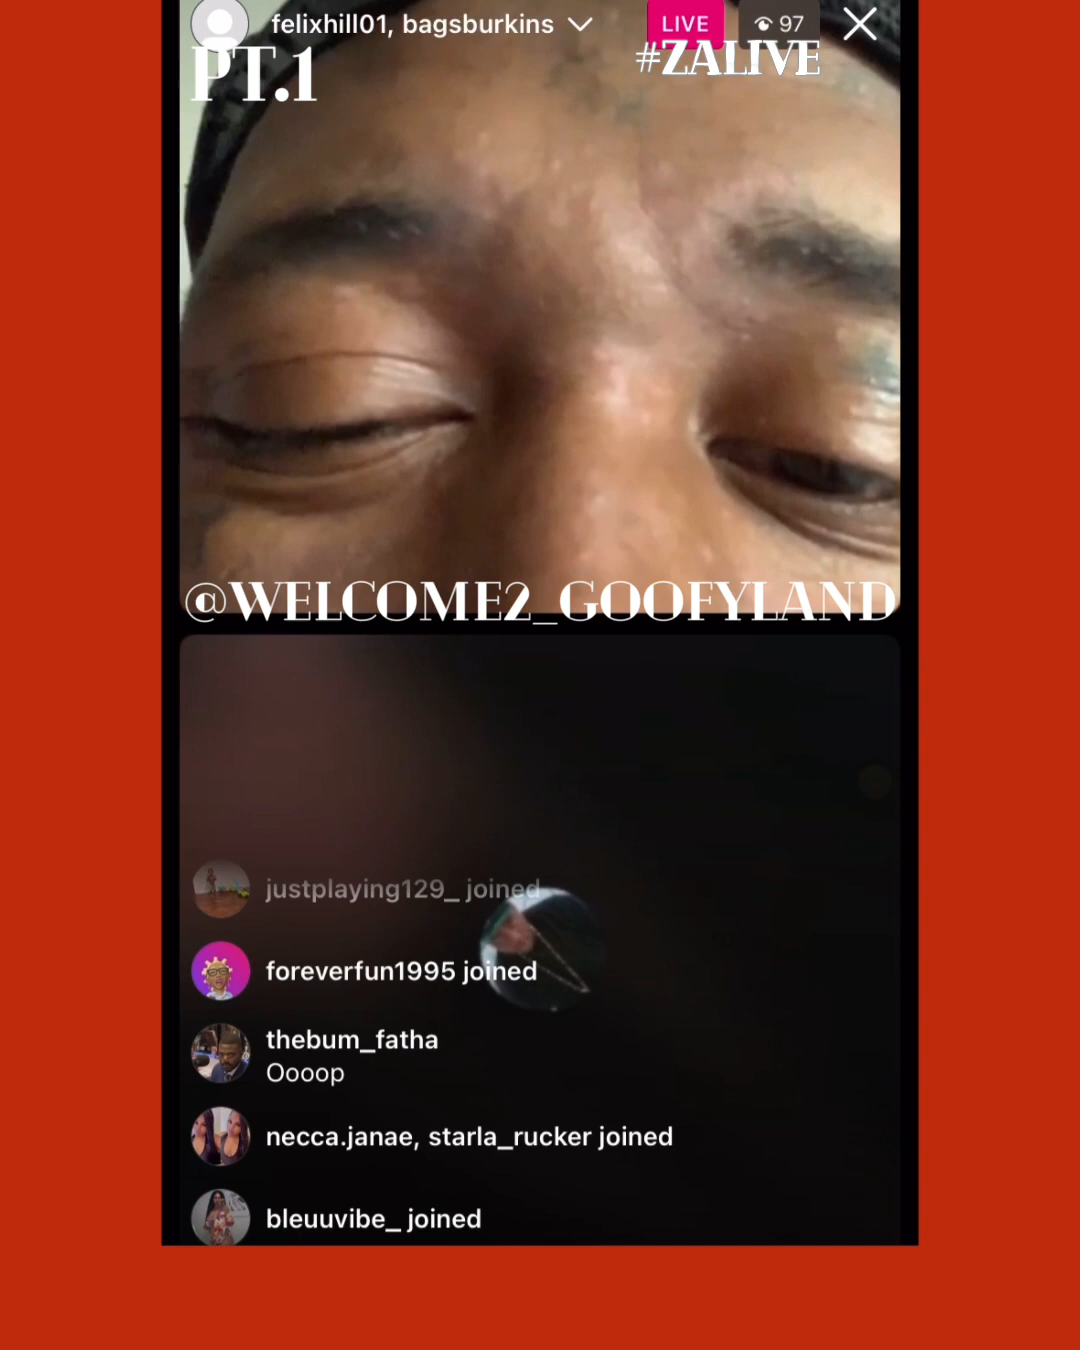 felixhill01, bagsburkins
LIVE
97
PT.1
#ZALIVE
@WELCOME2_GOOFYLAND
justplaying129_ joined
foreverfun1995 joined
thebum_fatha
Oooop
necca.janae, starla_rucker joined
bleuuvibe_ joined